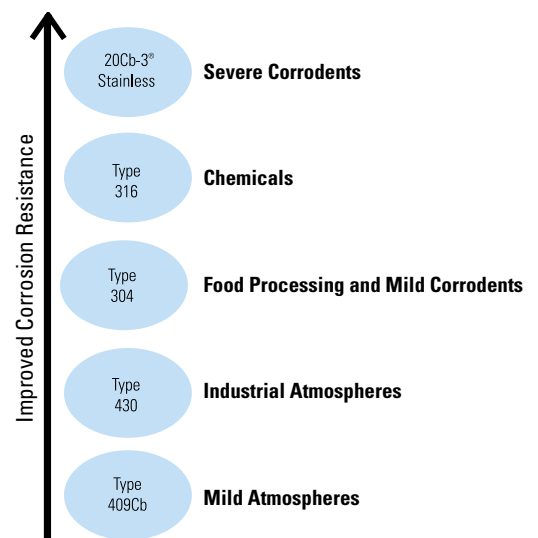 20Cb-3®
Stainless
Severe Corrodents
Type
316
Chemicals
Type
304
Food Processing and Mild Corrodents
Type
430
Industrial Atmospheres
Type
409Cb
Mild Atmospheres
Improved Corrosion Resistance